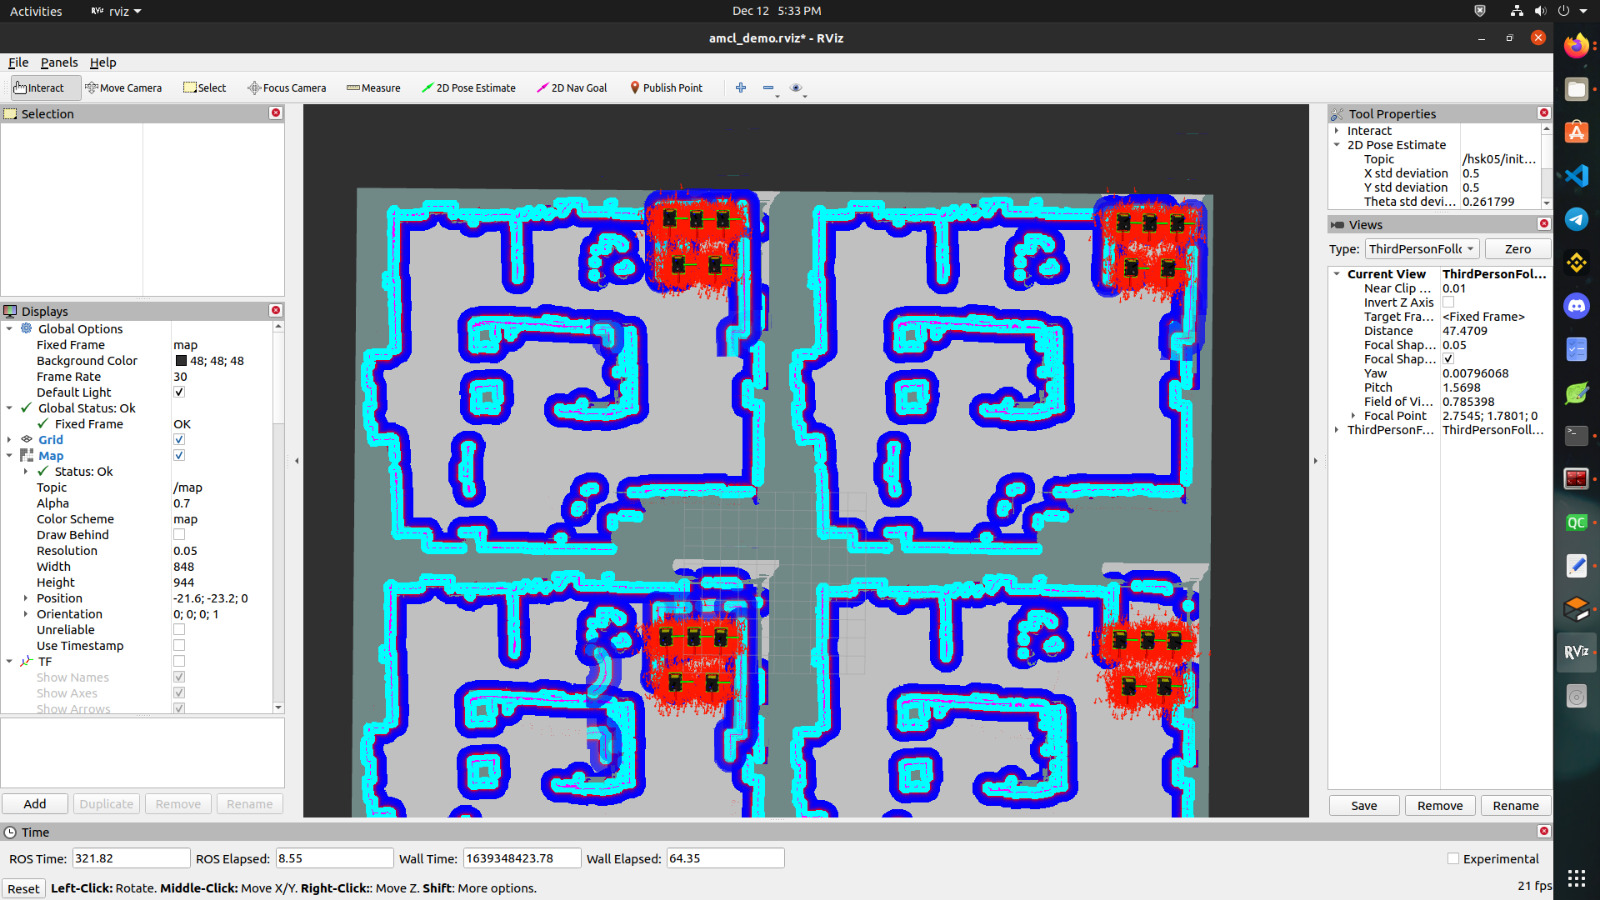 Activities
RViz rviz
Dec 12 5:33 PM
amcl_demo.rviz* - RViz
File Panels Help
Interact Move Camera Select Focus Camera Measure 2D Pose Estimate 2D Nav Goal Publish Point
Selection
Displays
Global Options
Fixed Frame map
Background Color 48; 48; 48
Frame Rate 30
Default Light
Global Status: Ok
Fixed Frame OK
Grid
Map
Status: Ok
Topic /map
Alpha 0.7
Color Scheme map
Draw Behind
Resolution 0.05
Width 848
Height 944
Position -21.6; -23.2; 0
Orientation 0; 0; 0; 1
Unreliable
Use Timestamp
TF
Show Names
Show Axes
Show Arrows
Add Duplicate Remove Rename
Tool Properties
Interact
2D Pose Estimate
Topic /hsk05/init...
X std deviation 0.5
Y std deviation 0.5
Theta std devi... 0.261799
Views
Type: ThirdPersonFoll Zero
Current View ThirdPersonFol...
Near Clip ... 0.01
Invert Z Axis
Target Fra... <Fixed Frame>
Distance 47.4709
Focal Shap... 0.05
Focal Shap...
Yaw 0.00796068
Pitch 1.5698
Field of Vi... 0.785398
Focal Point 2.7545; 1.7801; 0
ThirdPersonF... ThirdPersonFoll...
Save Remove Rename
QC
RViz
Time
ROS Time: 321.82 ROS Elapsed: 8.55 Wall Time: 1639348423.78 Wall Elapsed: 64.35 Experimental
Reset Left-Click: Rotate. Middle-Click: Move X/Y. Right-Click:: Move Z. Shift: More options. 21 fps